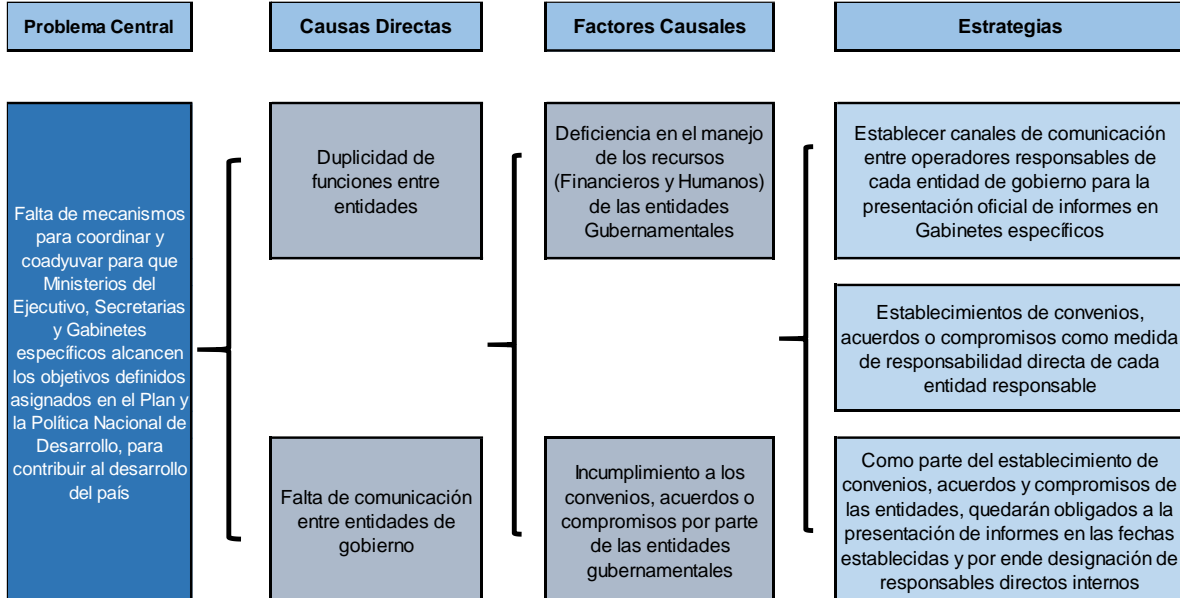 Problema Central
Causas Directas
Factores Causales
Estrategias
Falta de mecanismos
para coordinar y
coadyuvar para que
Ministerios del
Ejecutivo, Secretarias
y Gabinetes
específicos alcancen
los objetivos definidos
asignados en el Plan y
la Política Nacional de
Desarrollo, para
contribuir al desarrollo
del país
Duplicidad de
funciones entre
entidades
Falta de comunicación
entre entidades de
gobierno
Deficiencia en el manejo
de los recursos
(Financieros y Humanos)
de las entidades
Gubernamentales
Incumplimiento a los
convenios, acuerdos o
compromisos por parte
de las entidades
gubernamentales
Establecer canales de comunicación
entre operadores responsables de
cada entidad de gobierno para la
presentación oficial de informes en
Gabinetes específicos
Establecimientos de convenios,
acuerdos o compromisos como medida
de responsabilidad directa de cada
entidad responsable
Como parte del establecimiento de
convenios, acuerdos y compromisos de
las entidades, quedarán obligados a la
presentación de informes en las fechas
establecidas y por ende designación de
responsables directos internos